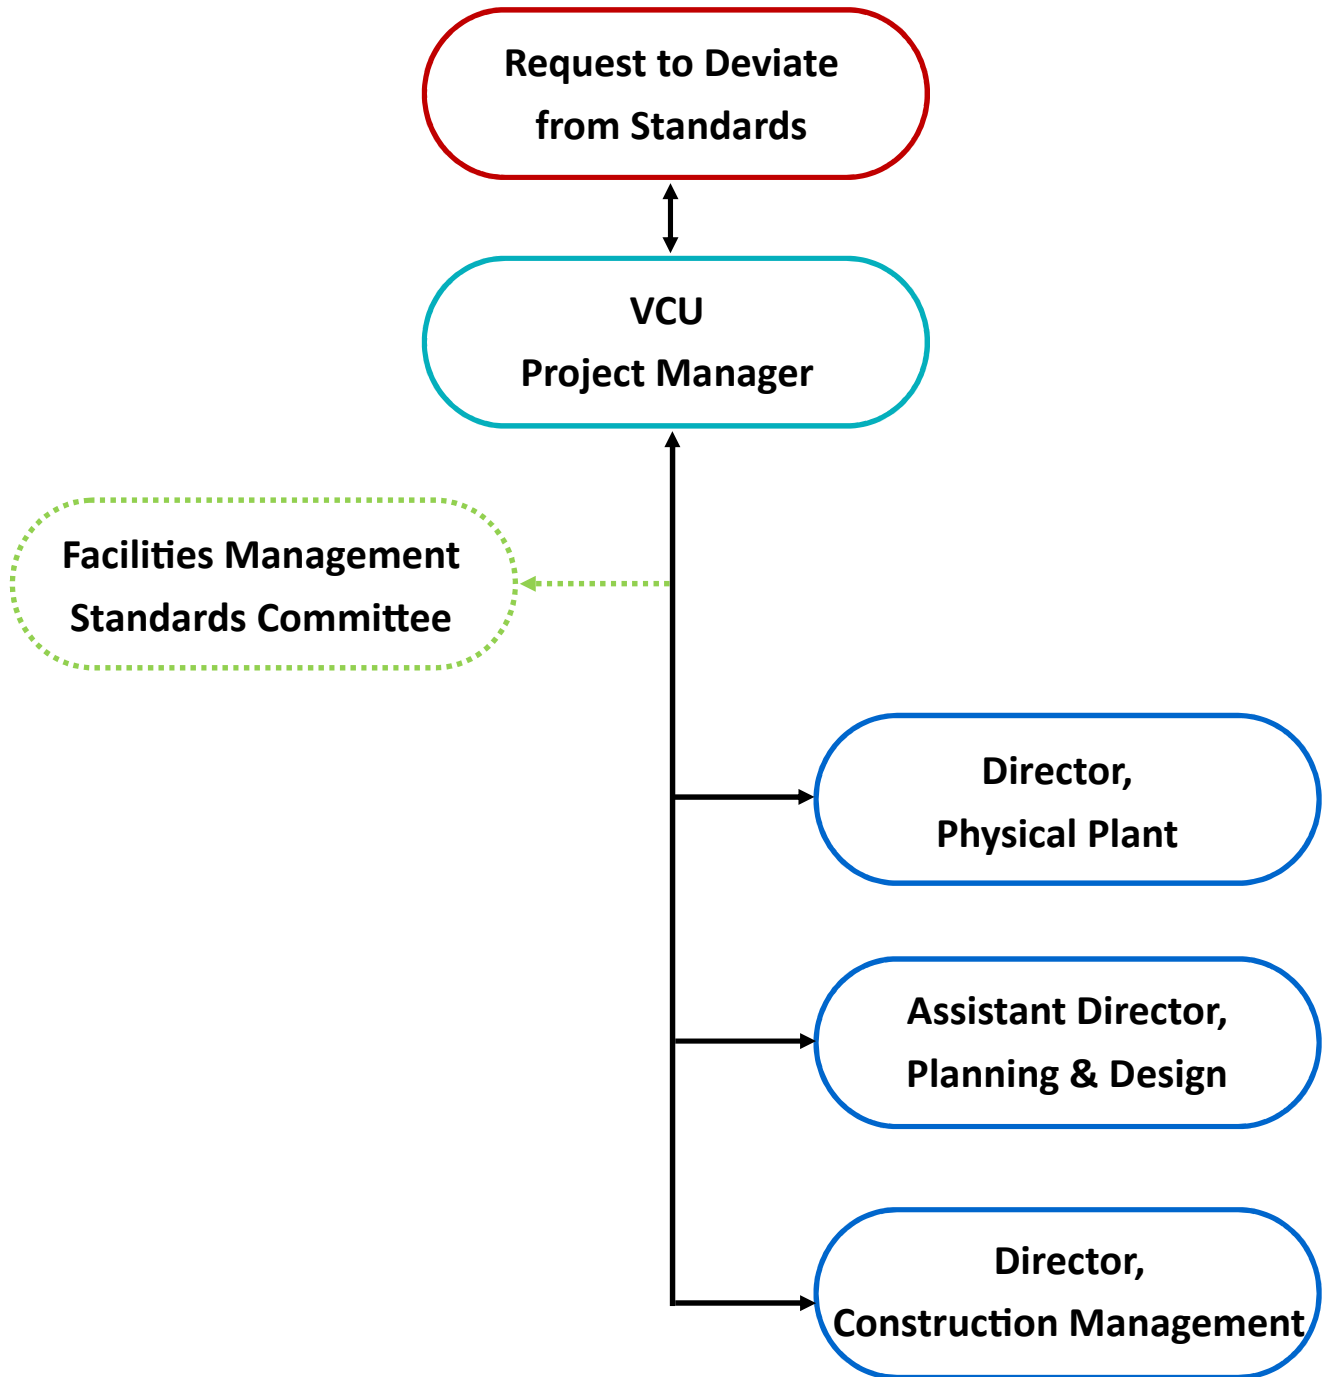 Request to Deviate
from Standards
VCU
Project Manager
Facilities Management
Standards Committee
Director,
Physical Plant
Assistant Director,
Planning & Design
Director,
Construction Management